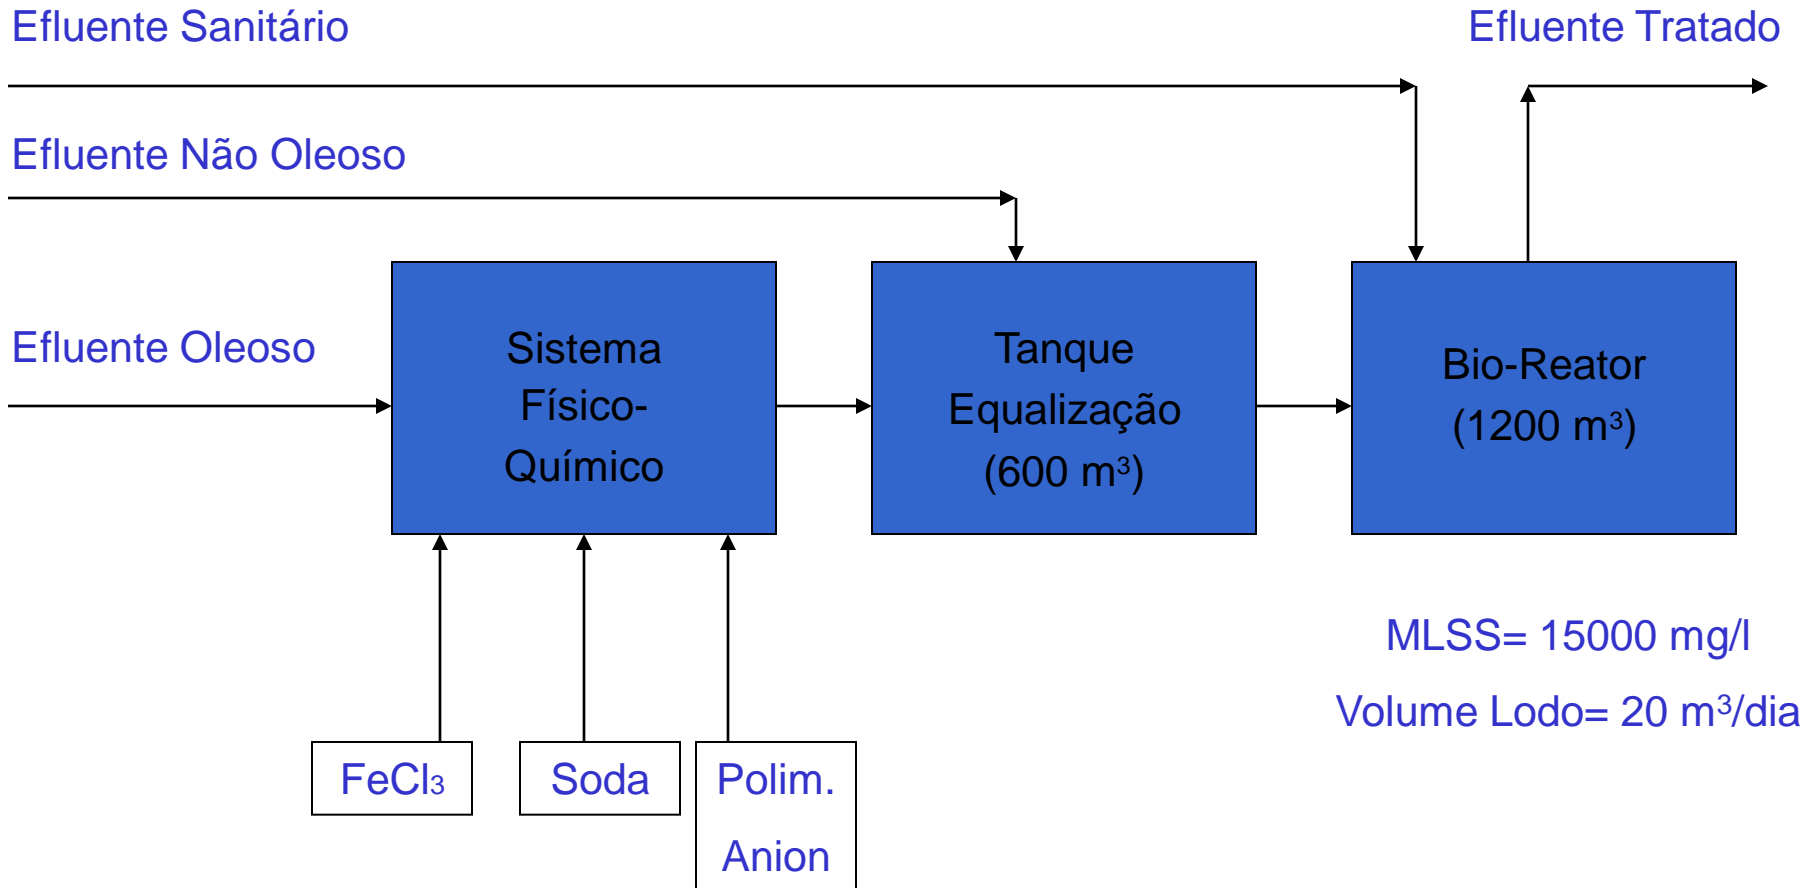 Efluente Sanitário
Efluente Tratado
Efluente Não Oleoso
Efluente Oleoso
Sistema
Físico-
Químico
Tanque
Equalização
(600 m³)
Bio-Reator
(1200 m³)
MLSS= 15000 mg/l
Volume Lodo= 20 m³/dia
FeCl₃
Soda
Polim.
Anion